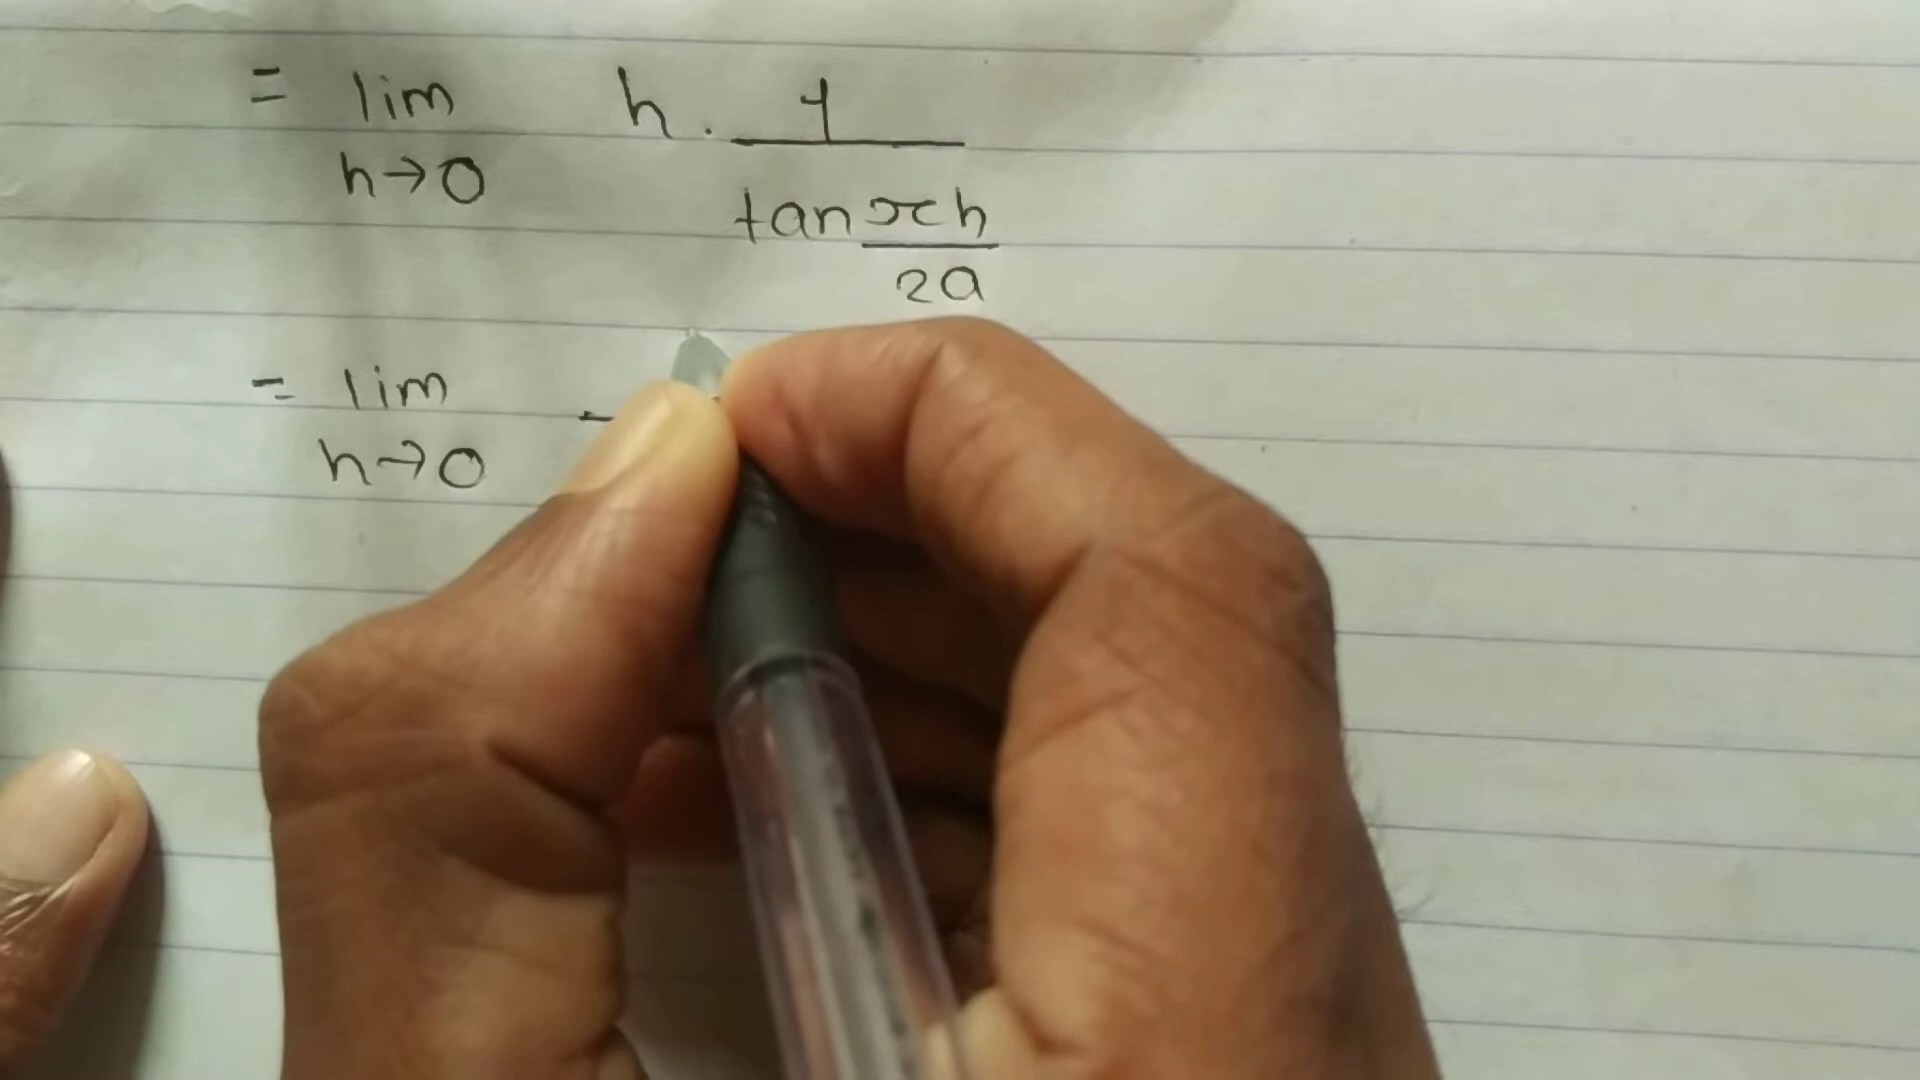 = lim h . 1
h→0 tan πh
2a
= lim
h→0